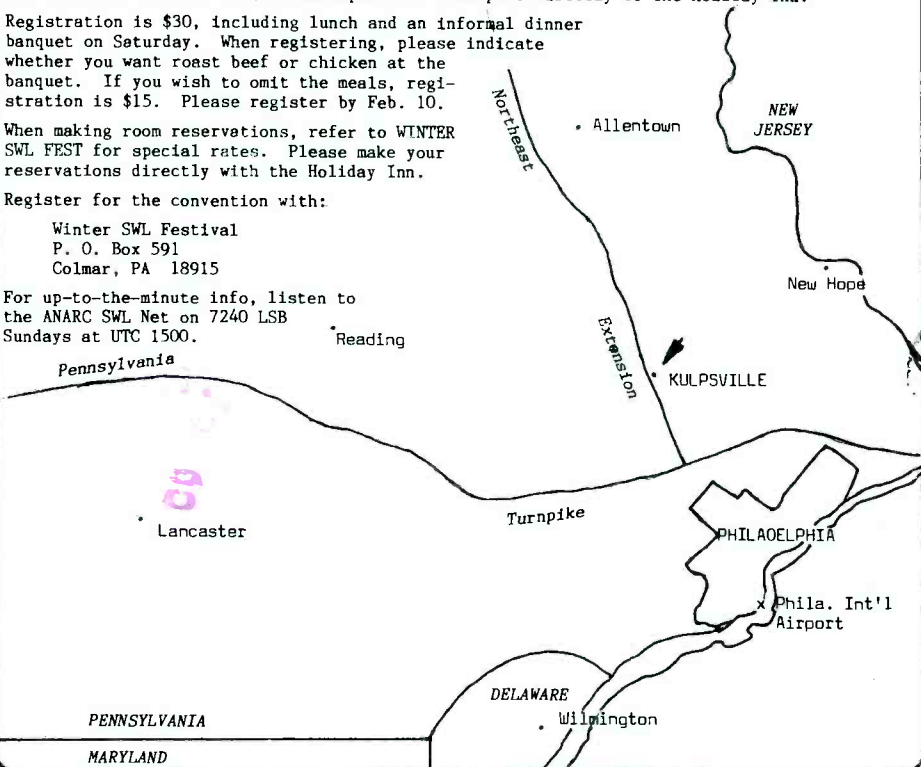 directly to the Holiday Inn.
Registration is $30, including lunch and an informal dinner
banquet on Saturday. When registering, please indicate
whether you want roast beef or chicken at the
banquet. If you wish to omit the meals, regi-
stration is $15. Please register by Feb. 10.
When making room reservations, refer to WINTER
SWL FEST for special rates. Please make your
reservations directly with the Holiday Inn.
Register for the convention with:
Winter SWL Festival
P. O. Box 591
Colmar, PA 18915
For up-to-the-minute info, listen to
the ANARC SWL Net on 7240 LSB
Sundays at UTC 1500.
Northeast
Allentown
NEW
JERSEY
New Hope
Reading
Extension
KULPSVILLE
Pennsylvania
Turnpike
Lancaster
PHILADELPHIA
x Phila. Int'l
Airport
DELAWARE
Wilmington
PENNSYLVANIA
MARYLAND